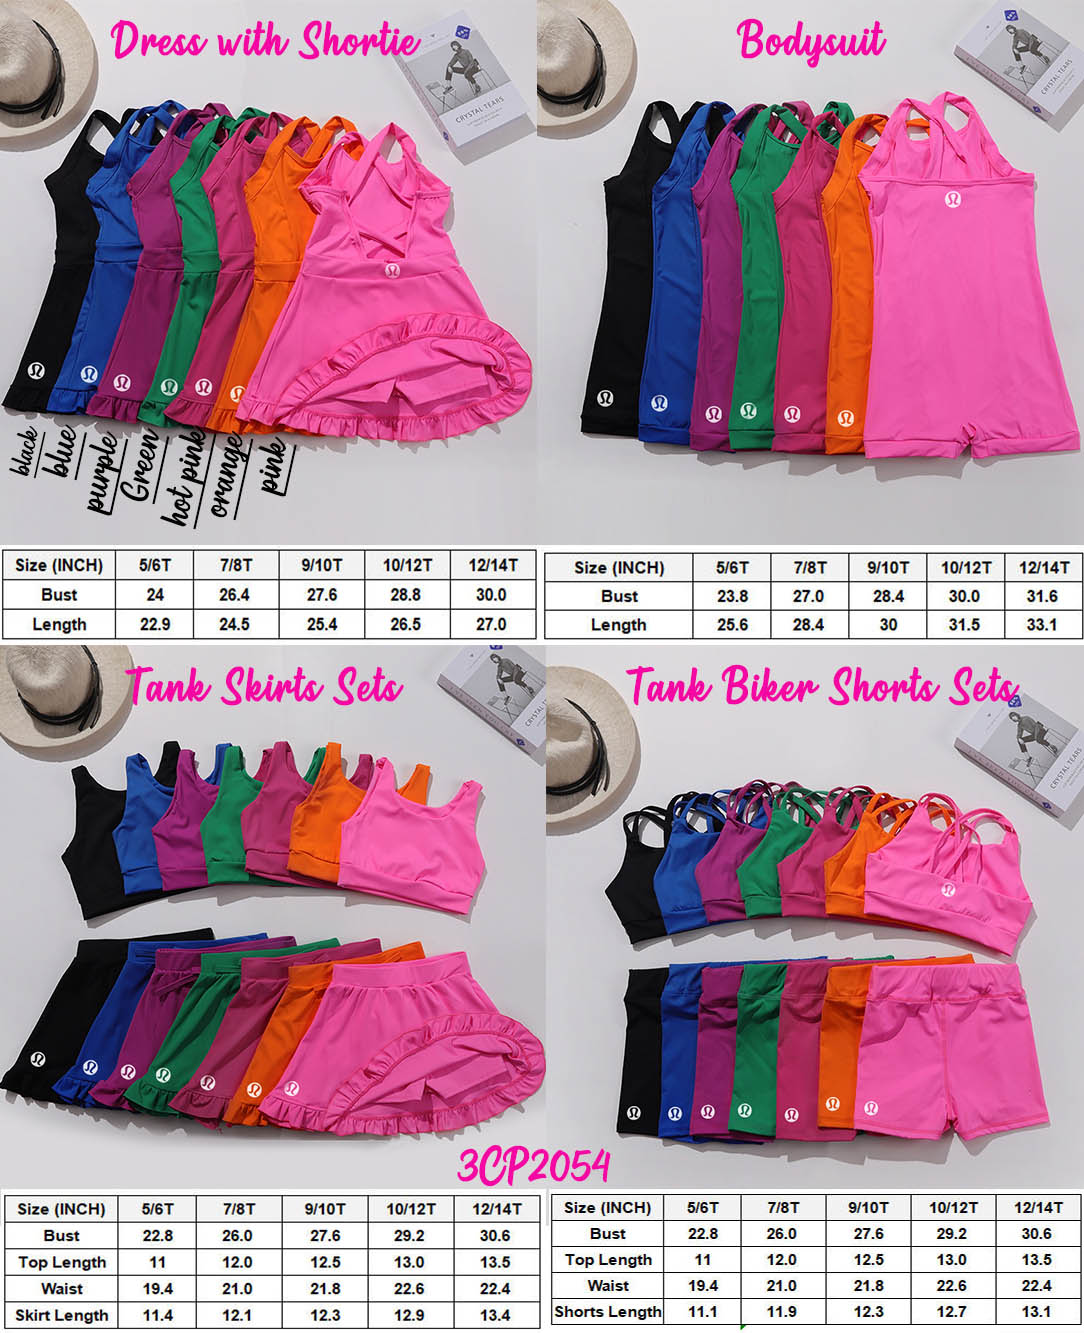 Dress with Shortie
CRYSTAL TEARS
black
blue
purple
Green
hot pink
orange
pink
Size (INCH) 5/6T 7/8T 9/10T 10/12T 12/14T
Bust 24 26.4 27.6 28.8 30.0
Length 22.9 24.5 25.4 26.5 27.0
Bodysuit
CRYSTAL TEARS
Size (INCH) 5/6T 7/8T 9/10T 10/12T 12/14T
Bust 23.8 27.0 28.4 30.0 31.6
Length 25.6 28.4 30 31.5 33.1
Tank Skirts Sets
CRYSTAL
Tank Biker Shorts Sets
CRYSTAL TEARS
3CP2054
Size (INCH) 5/6T 7/8T 9/10T 10/12T 12/14T
Bust 22.8 26.0 27.6 29.2 30.6
Top Length 11 12.0 12.5 13.0 13.5
Waist 19.4 21.0 21.8 22.6 22.4
Skirt Length 11.4 12.1 12.3 12.9 13.4
Size (INCH) 5/6T 7/8T 9/10T 10/12T 12/14T
Bust 22.8 26.0 27.6 29.2 30.6
Top Length 11 12.0 12.5 13.0 13.5
Waist 19.4 21.0 21.8 22.6 22.4
Shorts Length 11.1 11.9 12.3 12.7 13.1